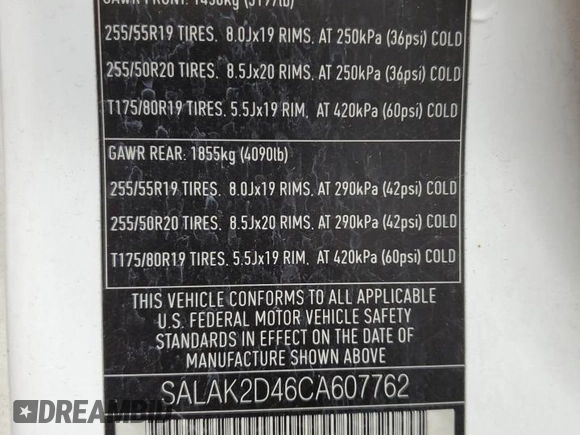 GAWR FRONT: 1450kg (3197lb)
255/55R19 TIRES. 8.0Jx19 RIMS. AT 250kPa (36psi) COLD
255/50R20 TIRES. 8.5Jx20 RIMS. AT 250kPa (36psi) COLD
T175/80R19 TIRES. 5.5Jx19 RIM, AT 420kPa (60psi) COLD
GAWR REAR: 1855kg (4090lb)
255/55R19 TIRES. 8.0Jx19 RIMS. AT 290kPa (42psi) COLD
255/50R20 TIRES. 8.5Jx20 RIMS. AT 290kPa (42psi) COLD
T175/80R19 TIRES. 5.5Jx19 RIM, AT 420kPa (60psi) COLD
THIS VEHICLE CONFORMS TO ALL APPLICABLE
U.S. FEDERAL MOTOR VEHICLE SAFETY
STANDARDS IN EFFECT ON THE DATE OF
MANUFACTURE SHOWN ABOVE
SALAK2D46CA607762